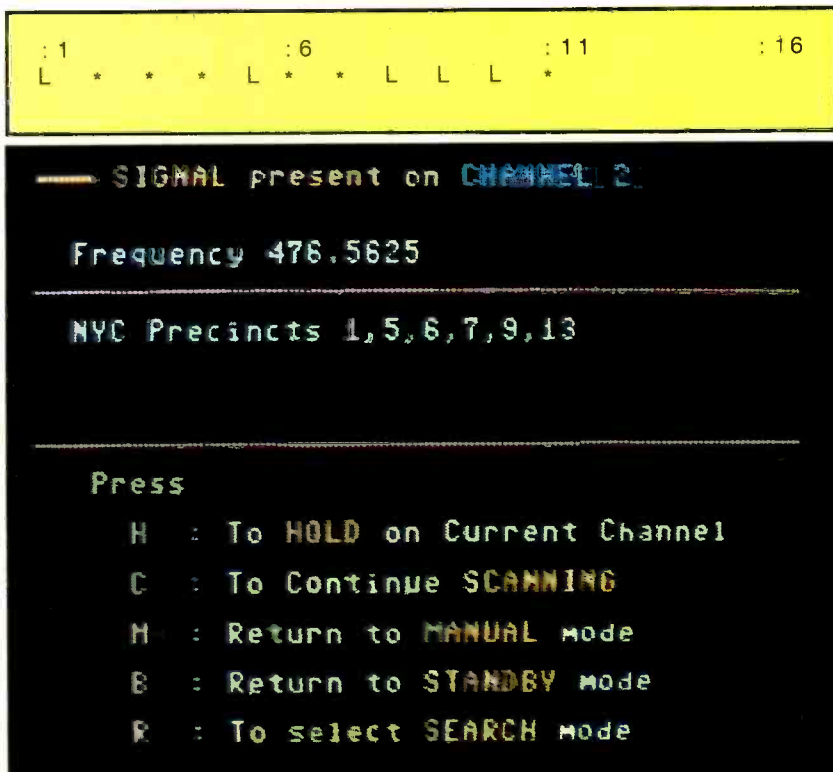 :1 :6 :11 :16
L * * * L * * L L L *
SIGNAL present on CHANNEL 2
Frequency 476.5625
NYC Precincts 1,5,6,7,9,13
Press
H : To HOLD on Current Channel
C : To Continue SCANNING
M : Return to MANUAL mode
B : Return to STANDBY mode
R : To select SEARCH mode